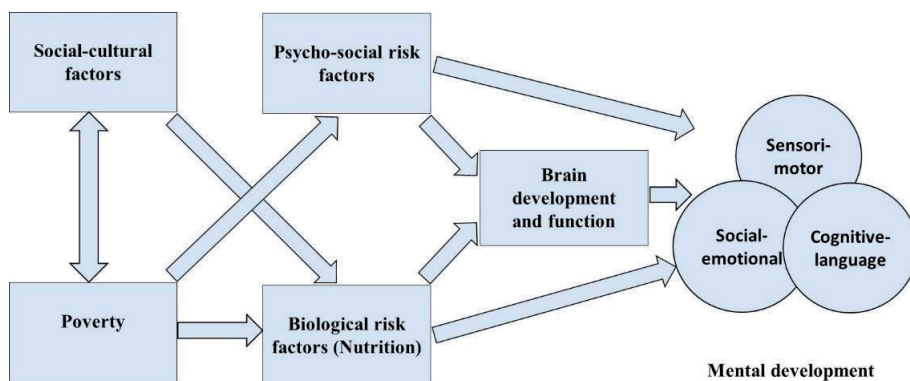 Social-cultural
factors
Psycho-social risk
factors
Sensori-
motor
Brain
development
and function
Social-
emotional
Cognitive-
language
Poverty
Biological risk
factors (Nutrition)
Mental development